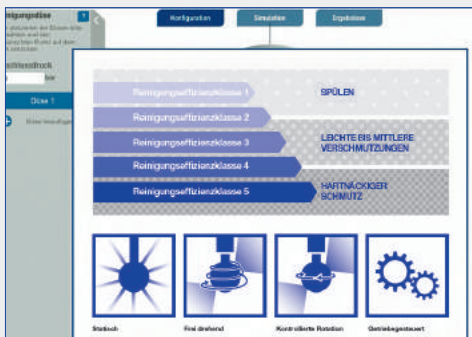 Konfiguration
Simulation
Ergebnisse
bar
Düse 1
Reinigungseffizienzklasse 1
Reinigungseffizienzklasse 2
Reinigungseffizienzklasse 3
Reinigungseffizienzklasse 4
Reinigungseffizienzklasse 5
SPÜLEN
LEICHTE BIS MITTLERE
VERSCHMUTZUNGEN
HARTNÄCKIGER
SCHMUTZ
Statisch
Frei drehend
Kontrollierte Rotation
Getriebegesteuert